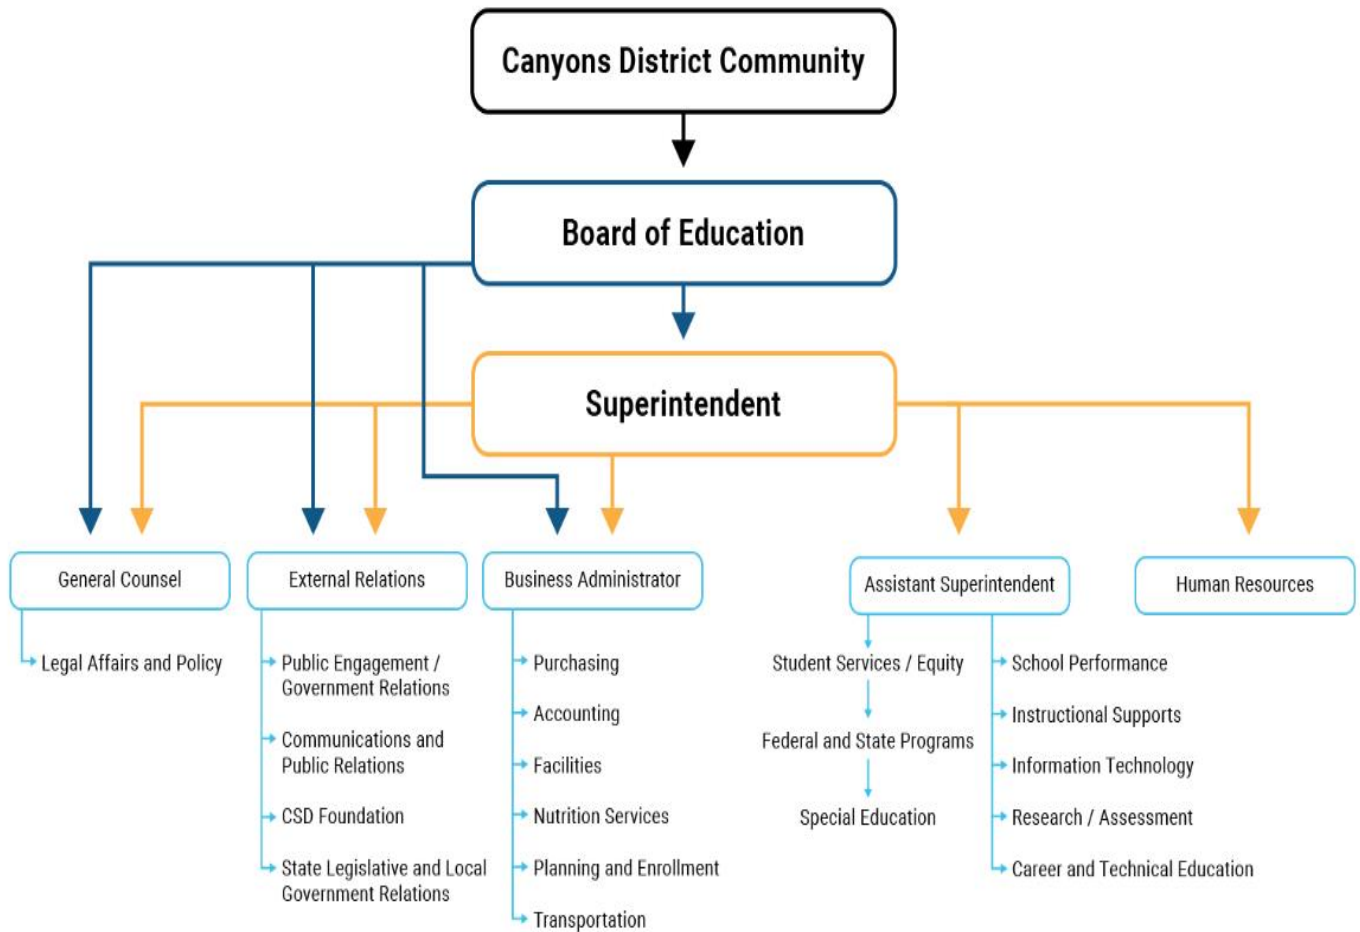 Canyons District Community
Board of Education
Superintendent
General Counsel
External Relations
Business Administrator
Assistant Superintendent
Human Resources
Legal Affairs and Policy
Public Engagement /
Government Relations
Communications and
Public Relations
CSD Foundation
State Legislative and Local
Government Relations
Purchasing
Accounting
Facilities
Nutrition Services
Planning and Enrollment
Transportation
Student Services / Equity
Federal and State Programs
Special Education
School Performance
Instructional Supports
Information Technology
Research / Assessment
Career and Technical Education